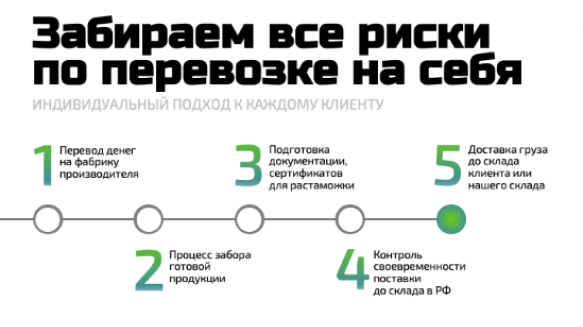 Забираем все риски
по перевозке на себя
ИНДИВИДУАЛЬНЫЙ ПОДХОД К КАЖДОМУ КЛИЕНТУ
1
Перевод денег
на фабрику
производителя
2
Процесс забора
готовой
продукции
3
Подготовка
документации,
сертификатов
для растаможки
4
Контроль
своевременности
поставки
до склада в РФ
5
Доставка груза
до склада
клиента или
нашего склада